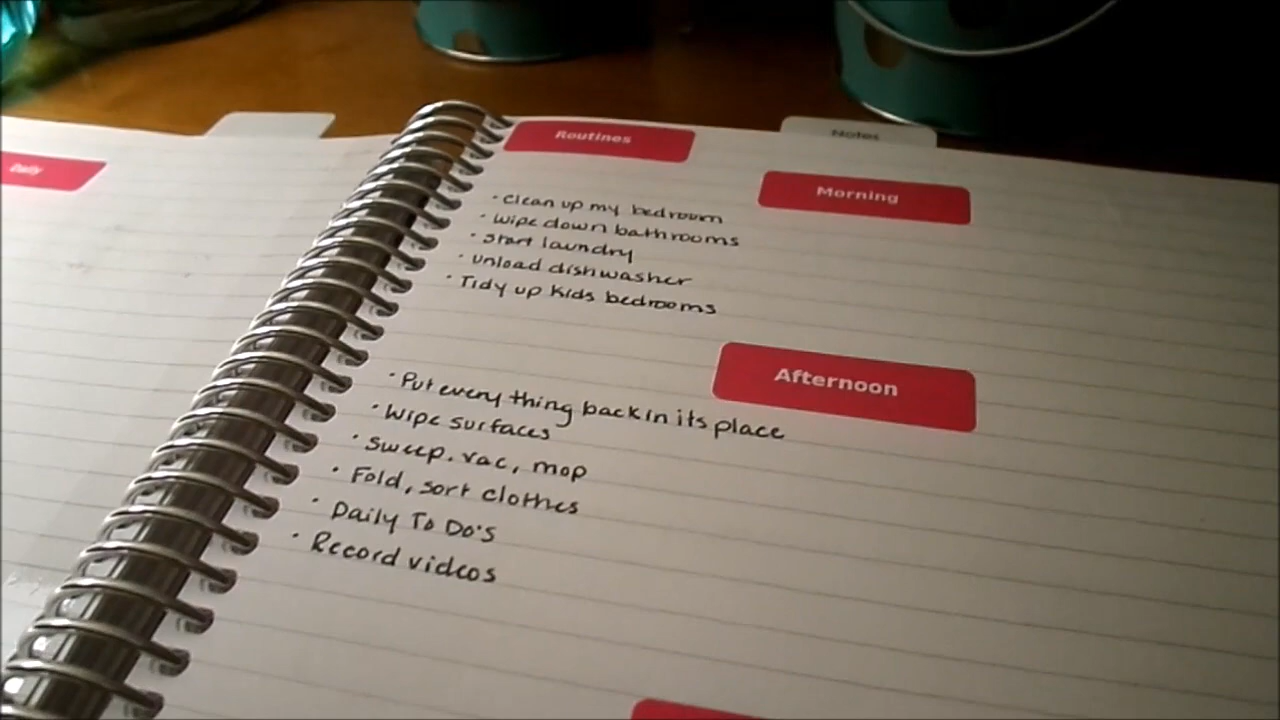 Daily
Routines
Notes
Morning
· Clean up my bedroom
· Wipe down bathrooms
· Start laundry
· Unload dishwasher
· Tidy up Kids bedrooms
Afternoon
· Put every thing back in its place
· Wipe surfaces
· Sweep. vac, mop
· Fold, sort clothes
· Daily To Do's
· Record videos